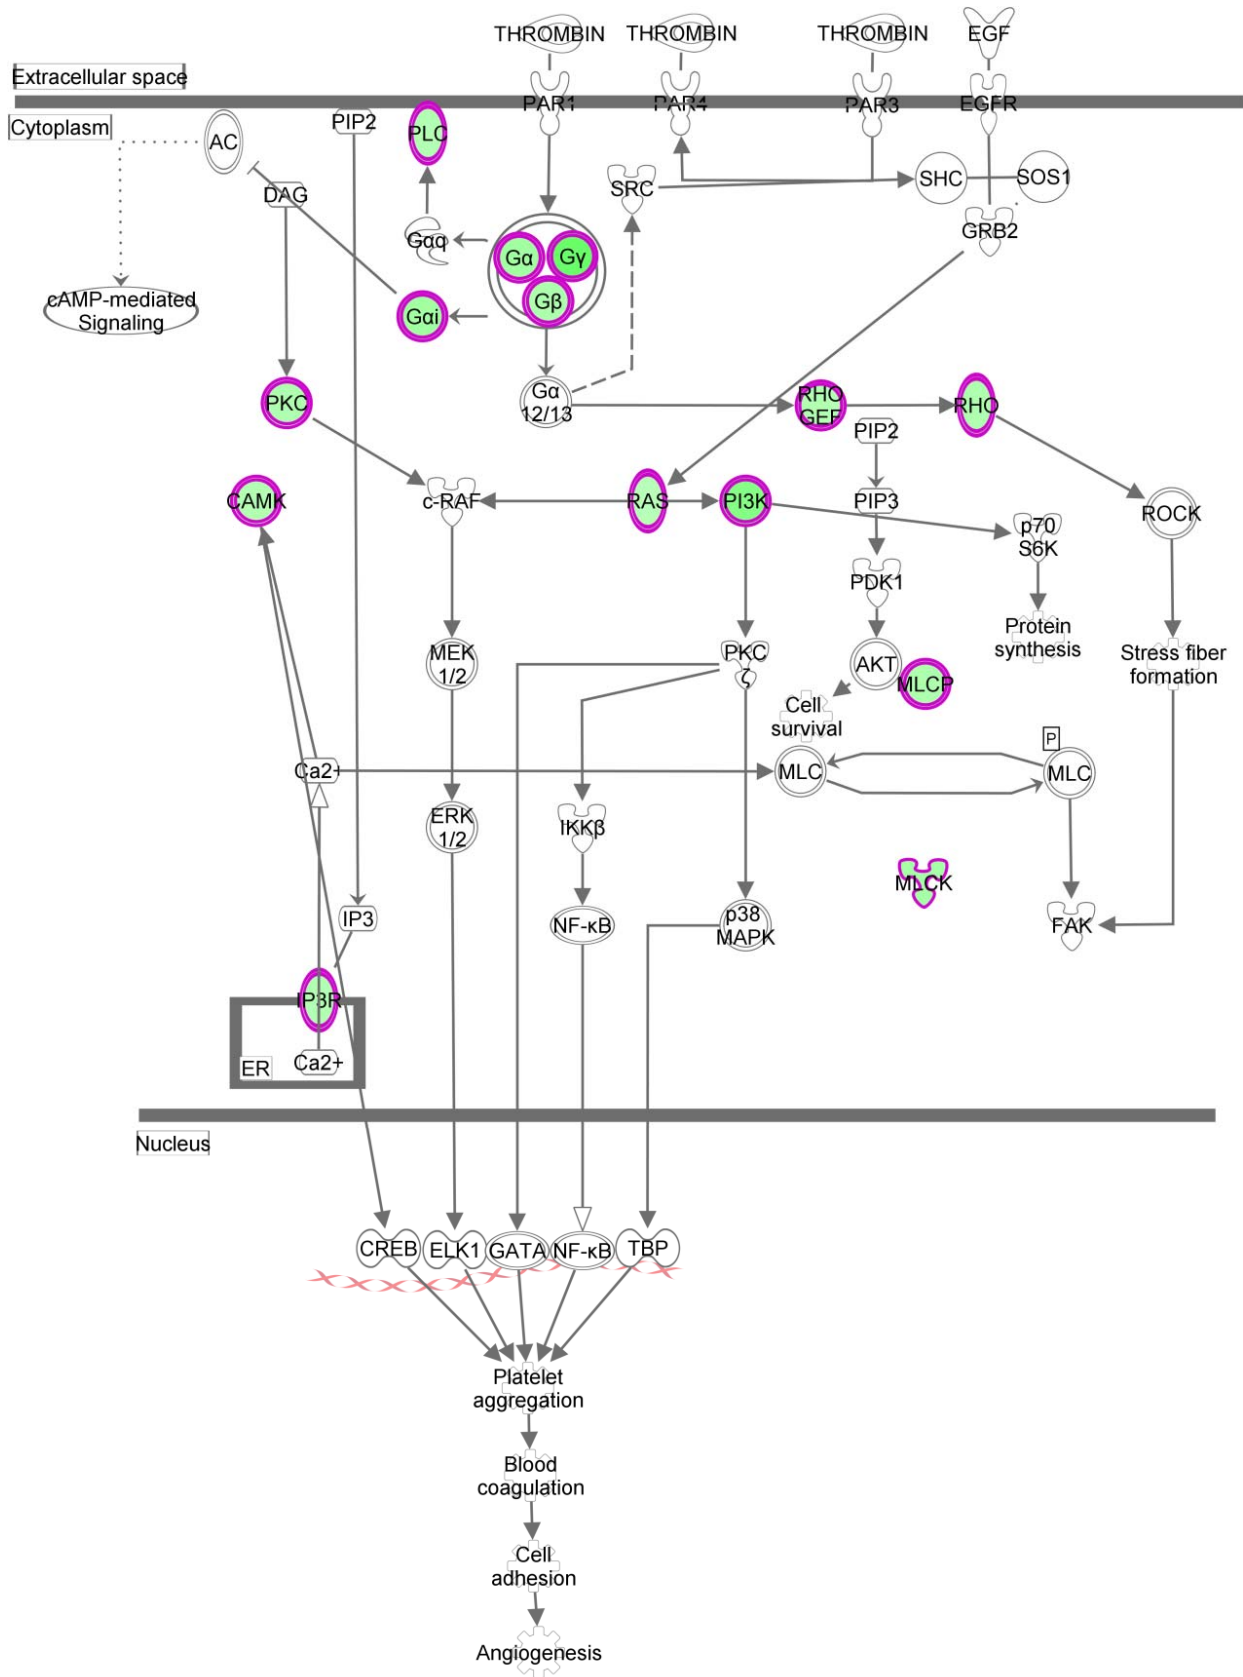 THROMBIN
THROMBIN
THROMBIN
EGF
Extracellular space
PAR1
PAR4
PAR3
EGFR
Cytoplasm
AC
PIP2
PLC
DAG
SRC
SHC
SOS1
Gαq
GRB2
Gα
Gγ
Gβ
cAMP-mediated
Signaling
Gαi
PKC
Gα
12/13
RHO
GEF
RHO
PIP2
CAMK
c-RAF
RAS
PI3K
PIP3
p70
S6K
ROCK
PDK1
MEK
1/2
PKC
ζ
AKT
MLCP
Protein
synthesis
Stress fiber
formation
Cell
survival
P
Ca2+
MLC
MLC
ERK
1/2
IKKβ
MLCK
IP3
NF-κB
p38
MAPK
FAK
IP3R
ER
Ca2+
Nucleus
CREB
ELK1
GATA
NF-κB
TBP
Platelet
aggregation
Blood
coagulation
Cell
adhesion
Angiogenesis